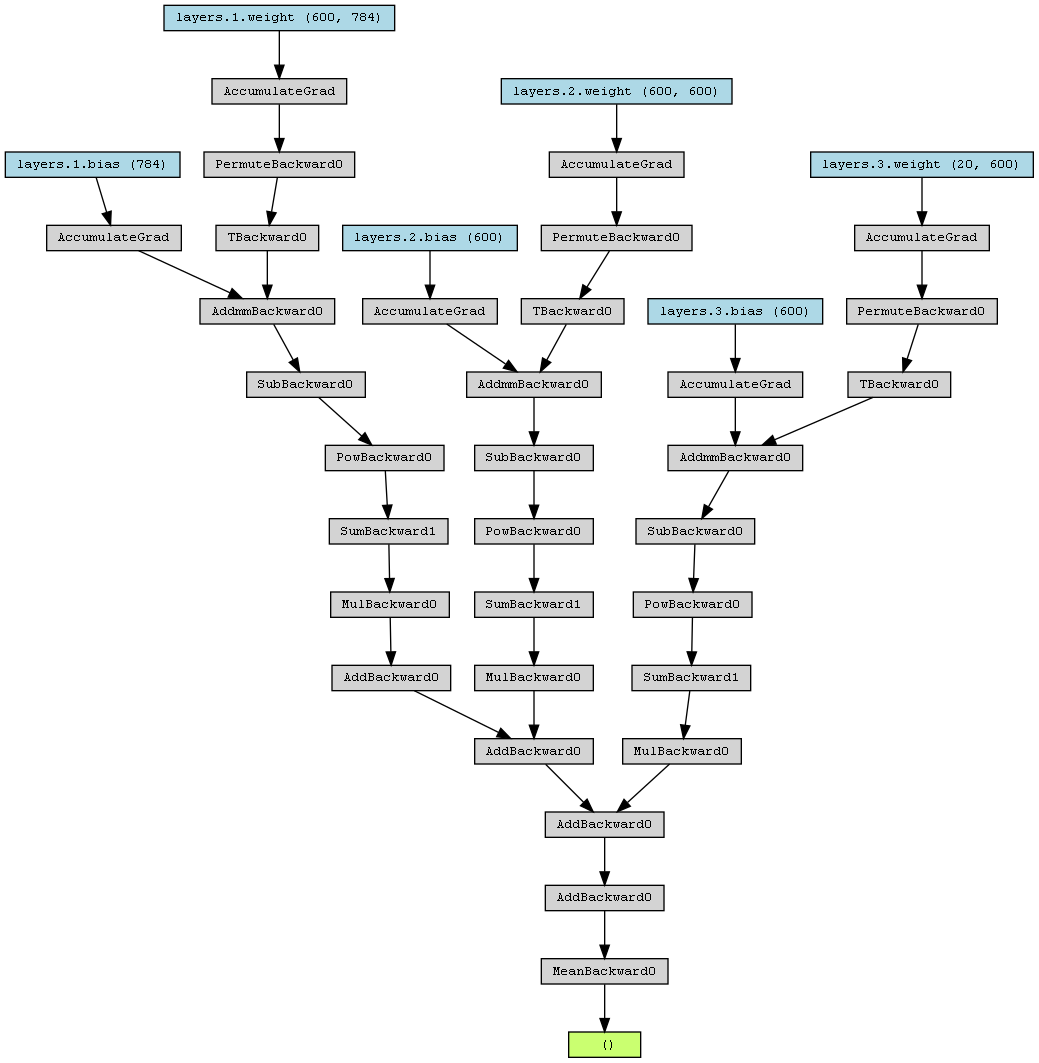 layers.1.weight (600, 784)
AccumulateGrad
layers.2.weight (600, 600)
layers.1.bias (784)
PermuteBackward0
AccumulateGrad
layers.3.weight (20, 600)
AccumulateGrad
TBackward0
layers.2.bias (600)
PermuteBackward0
AccumulateGrad
AddmmBackward0
AccumulateGrad
TBackward0
layers.3.bias (600)
PermuteBackward0
SubBackward0
AddmmBackward0
AccumulateGrad
TBackward0
PowBackward0
SubBackward0
AddmmBackward0
SumBackward1
PowBackward0
SubBackward0
MulBackward0
SumBackward1
PowBackward0
AddBackward0
MulBackward0
SumBackward1
AddBackward0
MulBackward0
AddBackward0
AddBackward0
MeanBackward0
()